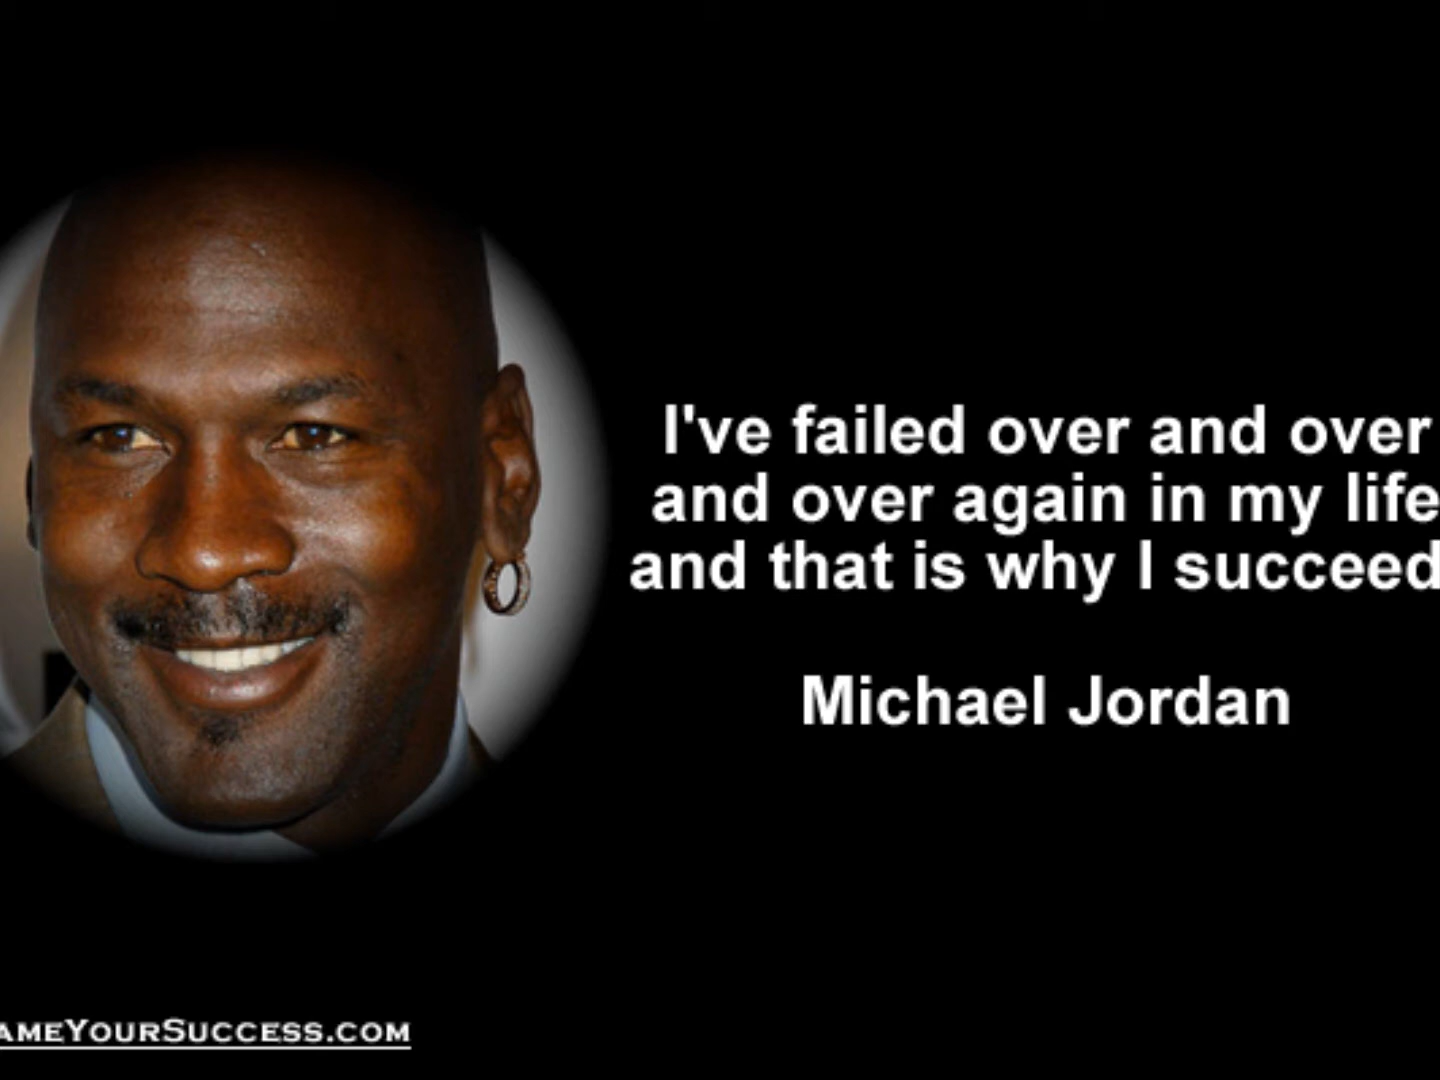 I've failed over and over
and over again in my life
and that is why I succeed
Michael Jordan
AMEYOURSUCCESS.COM